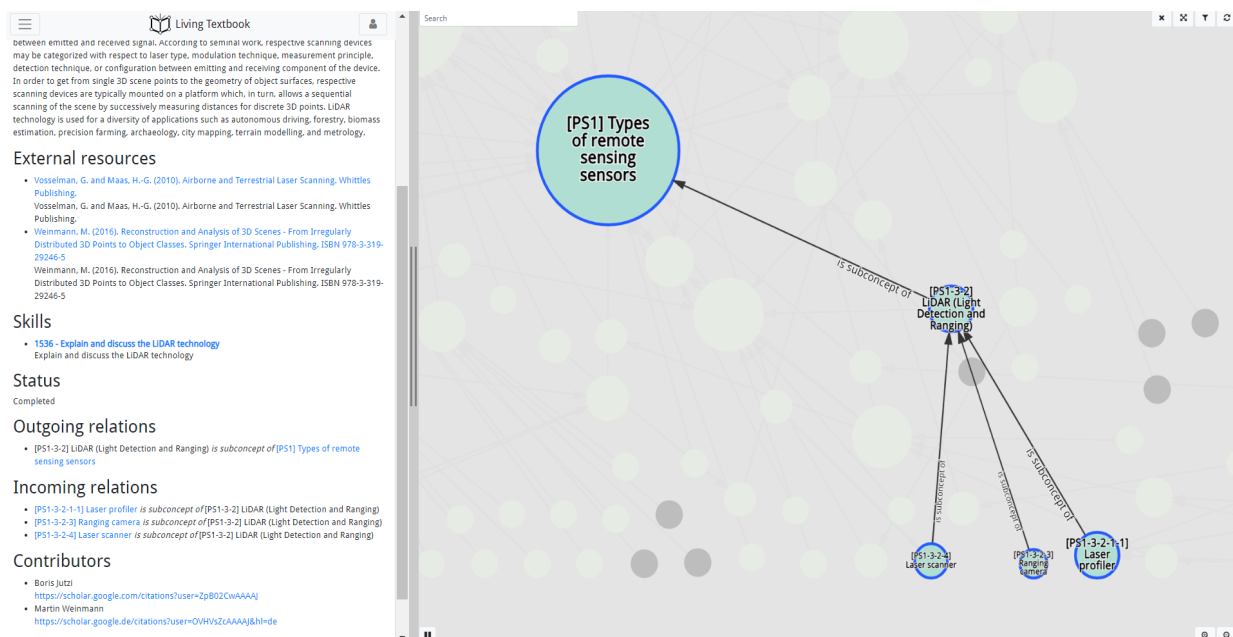 Living Textbook
between emitted and received signal. According to seminal work, respective scanning devices
may be categorized with respect to laser type, modulation technique, measurement principle,
detection technique, or configuration between emitting and receiving component of the device.
In order to get from single 3D scene points to the geometry of object surfaces, respective
scanning devices are typically mounted on a platform which, in turn, allows a sequential
scanning of the scene by successively measuring distances for discrete 3D points. LiDAR
technology is used for a diversity of applications such as autonomous driving, forestry, biomass
estimation, precision farming, archaeology, city mapping, terrain modelling, and metrology.
External resources
• Vosselman, G. and Maas, H.-G. (2010). Airborne and Terrestrial Laser Scanning. Whittles
Publishing.
Vosselman, G. and Maas, H.-G. (2010). Airborne and Terrestrial Laser Scanning. Whittles
Publishing.
• Weinmann, M. (2016). Reconstruction and Analysis of 3D Scenes - From Irregularly
Distributed 3D Points to Object Classes. Springer International Publishing. ISBN 978-3-319-
29246-5
Weinmann, M. (2016). Reconstruction and Analysis of 3D Scenes - From Irregularly
Distributed 3D Points to Object Classes. Springer International Publishing. ISBN 978-3-319-
29246-5
Skills
• 1536 - Explain and discuss the LiDAR technology
Explain and discuss the LiDAR technology
Status
Completed
Outgoing relations
• [PS1-3-2] LiDAR (Light Detection and Ranging) is subconcept of [PS1] Types of remote
sensing sensors
Incoming relations
• [PS1-3-2-1-1] Laser profiler is subconcept of [PS1-3-2] LiDAR (Light Detection and Ranging)
• [PS1-3-2-3] Ranging camera is subconcept of [PS1-3-2] LiDAR (Light Detection and Ranging)
• [PS1-3-2-4] Laser scanner is subconcept of [PS1-3-2] LiDAR (Light Detection and Ranging)
Contributors
• Boris Jutzi
https://scholar.google.com/citations?user=ZpB02CwAAAAJ
• Martin Weinmann
https://scholar.google.de/citations?user=OVHVsZcAAAAJ&hl=de
Search
[PS1] Types
of remote
sensing
sensors
is subconcept of
[PS1-3-2]
LiDAR (Light
Detection and
Ranging)
is subconcept of
is subconcept of
is subconcept of
[PS1-3-2-4]
Laser scanner
[PS1-3-2-3]
Ranging
camera
[PS1-3-2-1-1]
Laser
profiler